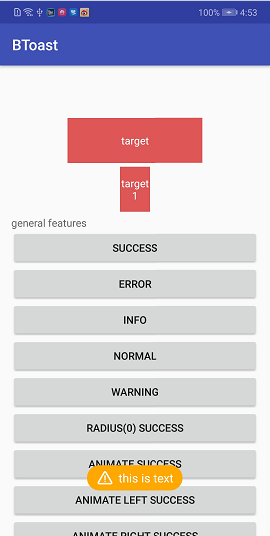 100% 4:53
BToast
target
target
1
general features
SUCCESS
ERROR
INFO
NORMAL
WARNING
RADIUS(0) SUCCESS
ANIMATE SUCCESS
this is text
ANIMATE LEFT SUCCESS
ANIMATE RIGHT SUCCESS